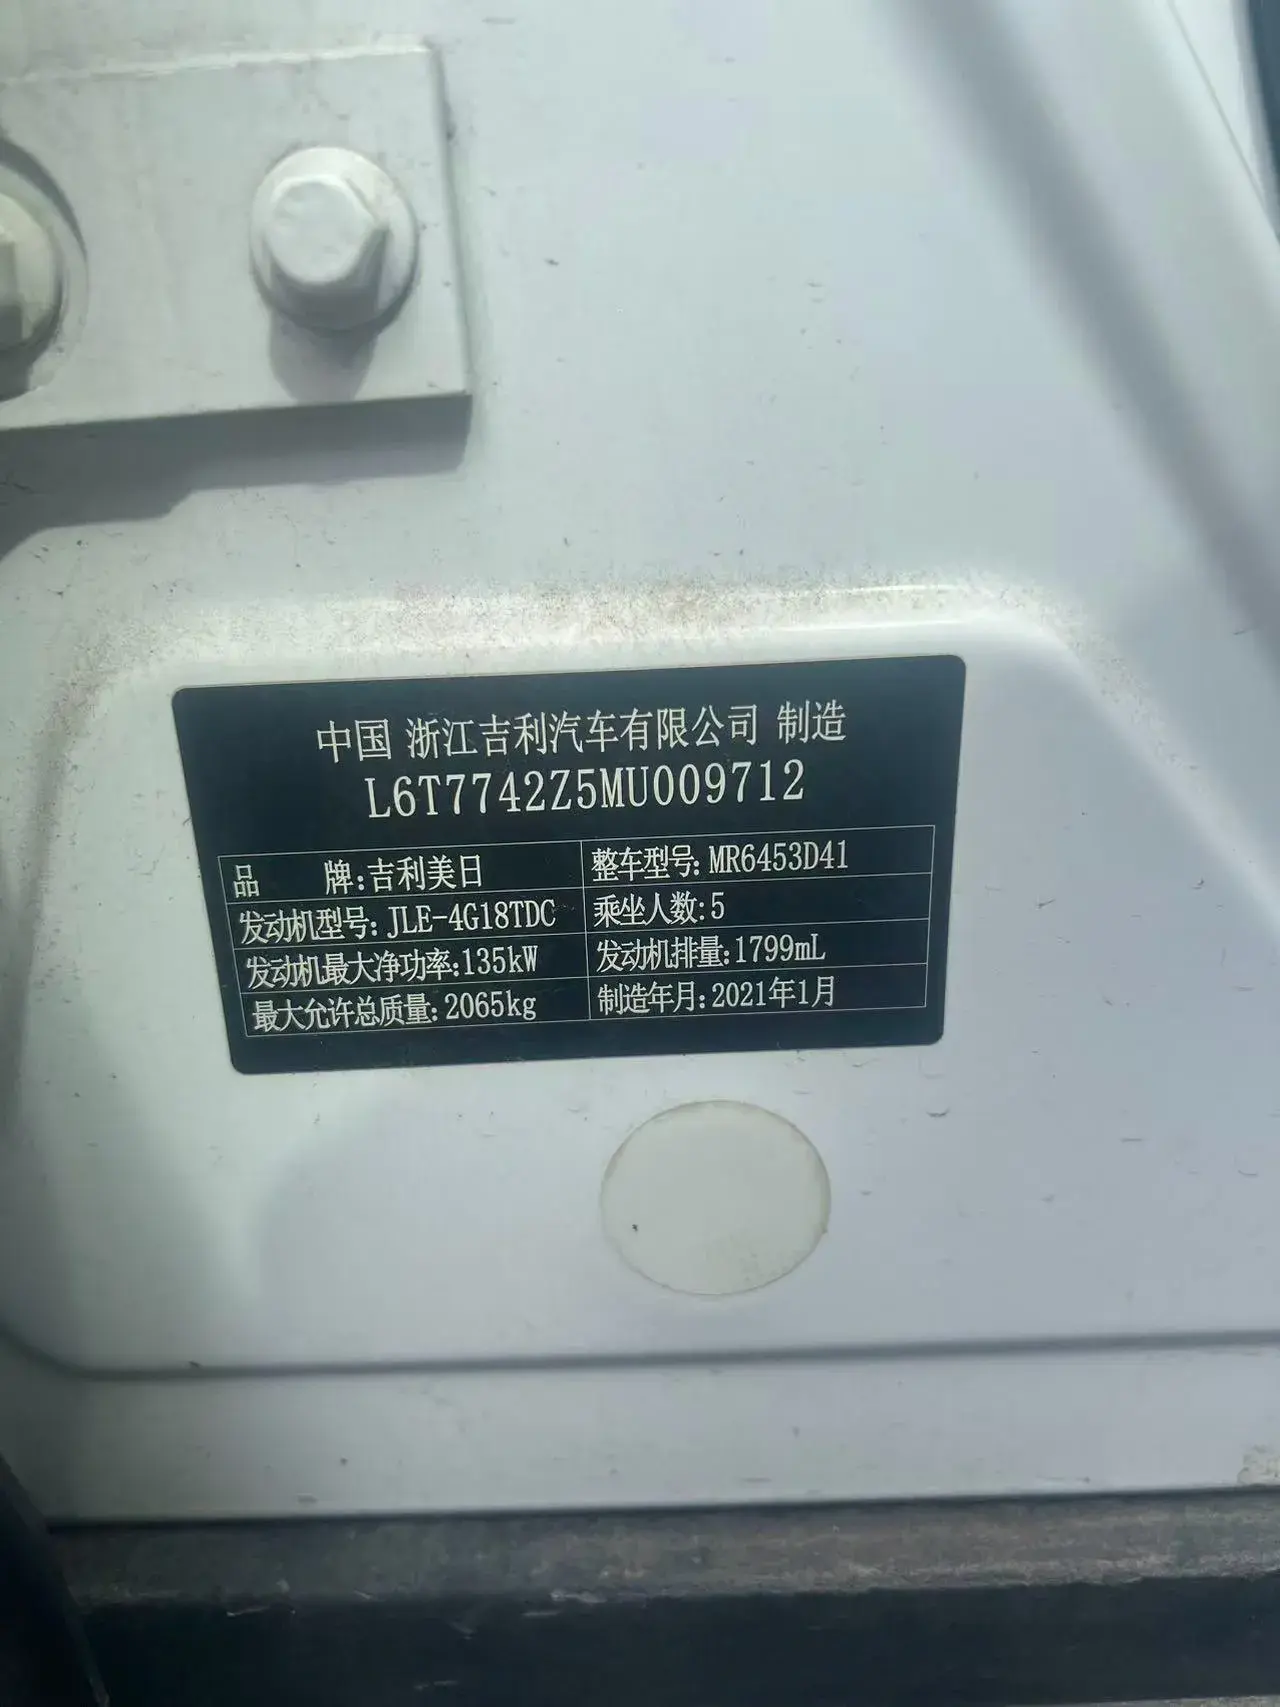 中国 浙江吉利汽车有限公司 制造
L6T7742Z5MU009712
品 牌:吉利美日 整车型号:MR6453D41
发动机型号:JLE-4G18TDC 乘坐人数:5
发动机最大净功率:135kW 发动机排量:1799mL
最大允许总质量:2065kg 制造年月:2021年1月